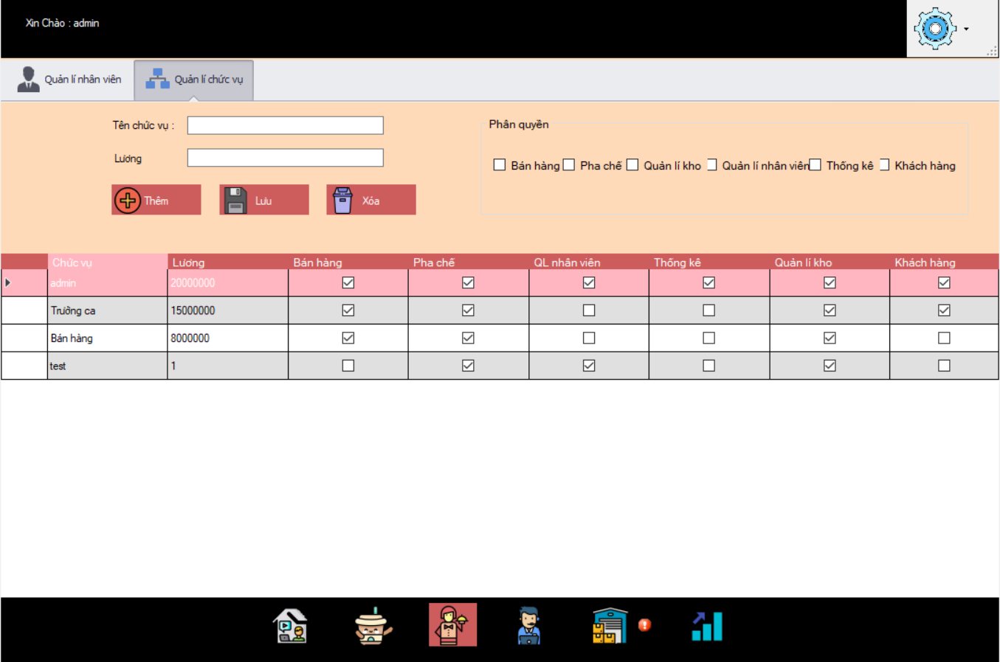 Xin Chào : admin
Quản lí nhân viên
Quản lí chức vụ
Tên chức vụ :
Lương
Thêm
Lưu
Xóa
Phân quyền
Bán hàng Pha chế Quản lí kho Quản lí nhân viên Thống kê Khách hàng
Chức vụ Lương Bán hàng Pha chế QL nhân viên Thống kê Quản lí kho Khách hàng
admin 20000000
Trưởng ca 15000000
Bán hàng 8000000
test 1